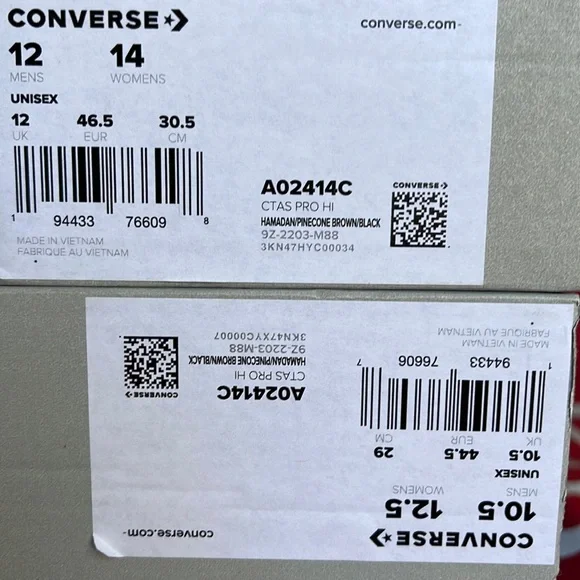 CONVERSE
converse.com-
12 14
MENS WOMENS
UNISEX
12 46.5 30.5
UK EUR CM
1 94433 76609 8
MADE IN VIETNAM
FABRIQUE AU VIETNAM
A02414C
CTAS PRO HI
HAMADAN/PINECONE BROWN/BLACK
9Z-2203-M88
3KN47HYC00034
CONVERSE
CONVERSE
converse.com-
10.5 12.5
MENS WOMENS
UNISEX
10.5 44.5 29
UK EUR CM
1 94433 76606 7
MADE IN VIETNAM
FABRIQUE AU VIETNAM
A02414C
CTAS PRO HI
HAMADAN/PINECONE BROWN/BLACK
9Z-2203-M88
3KN47XYC00007
CONVERSE